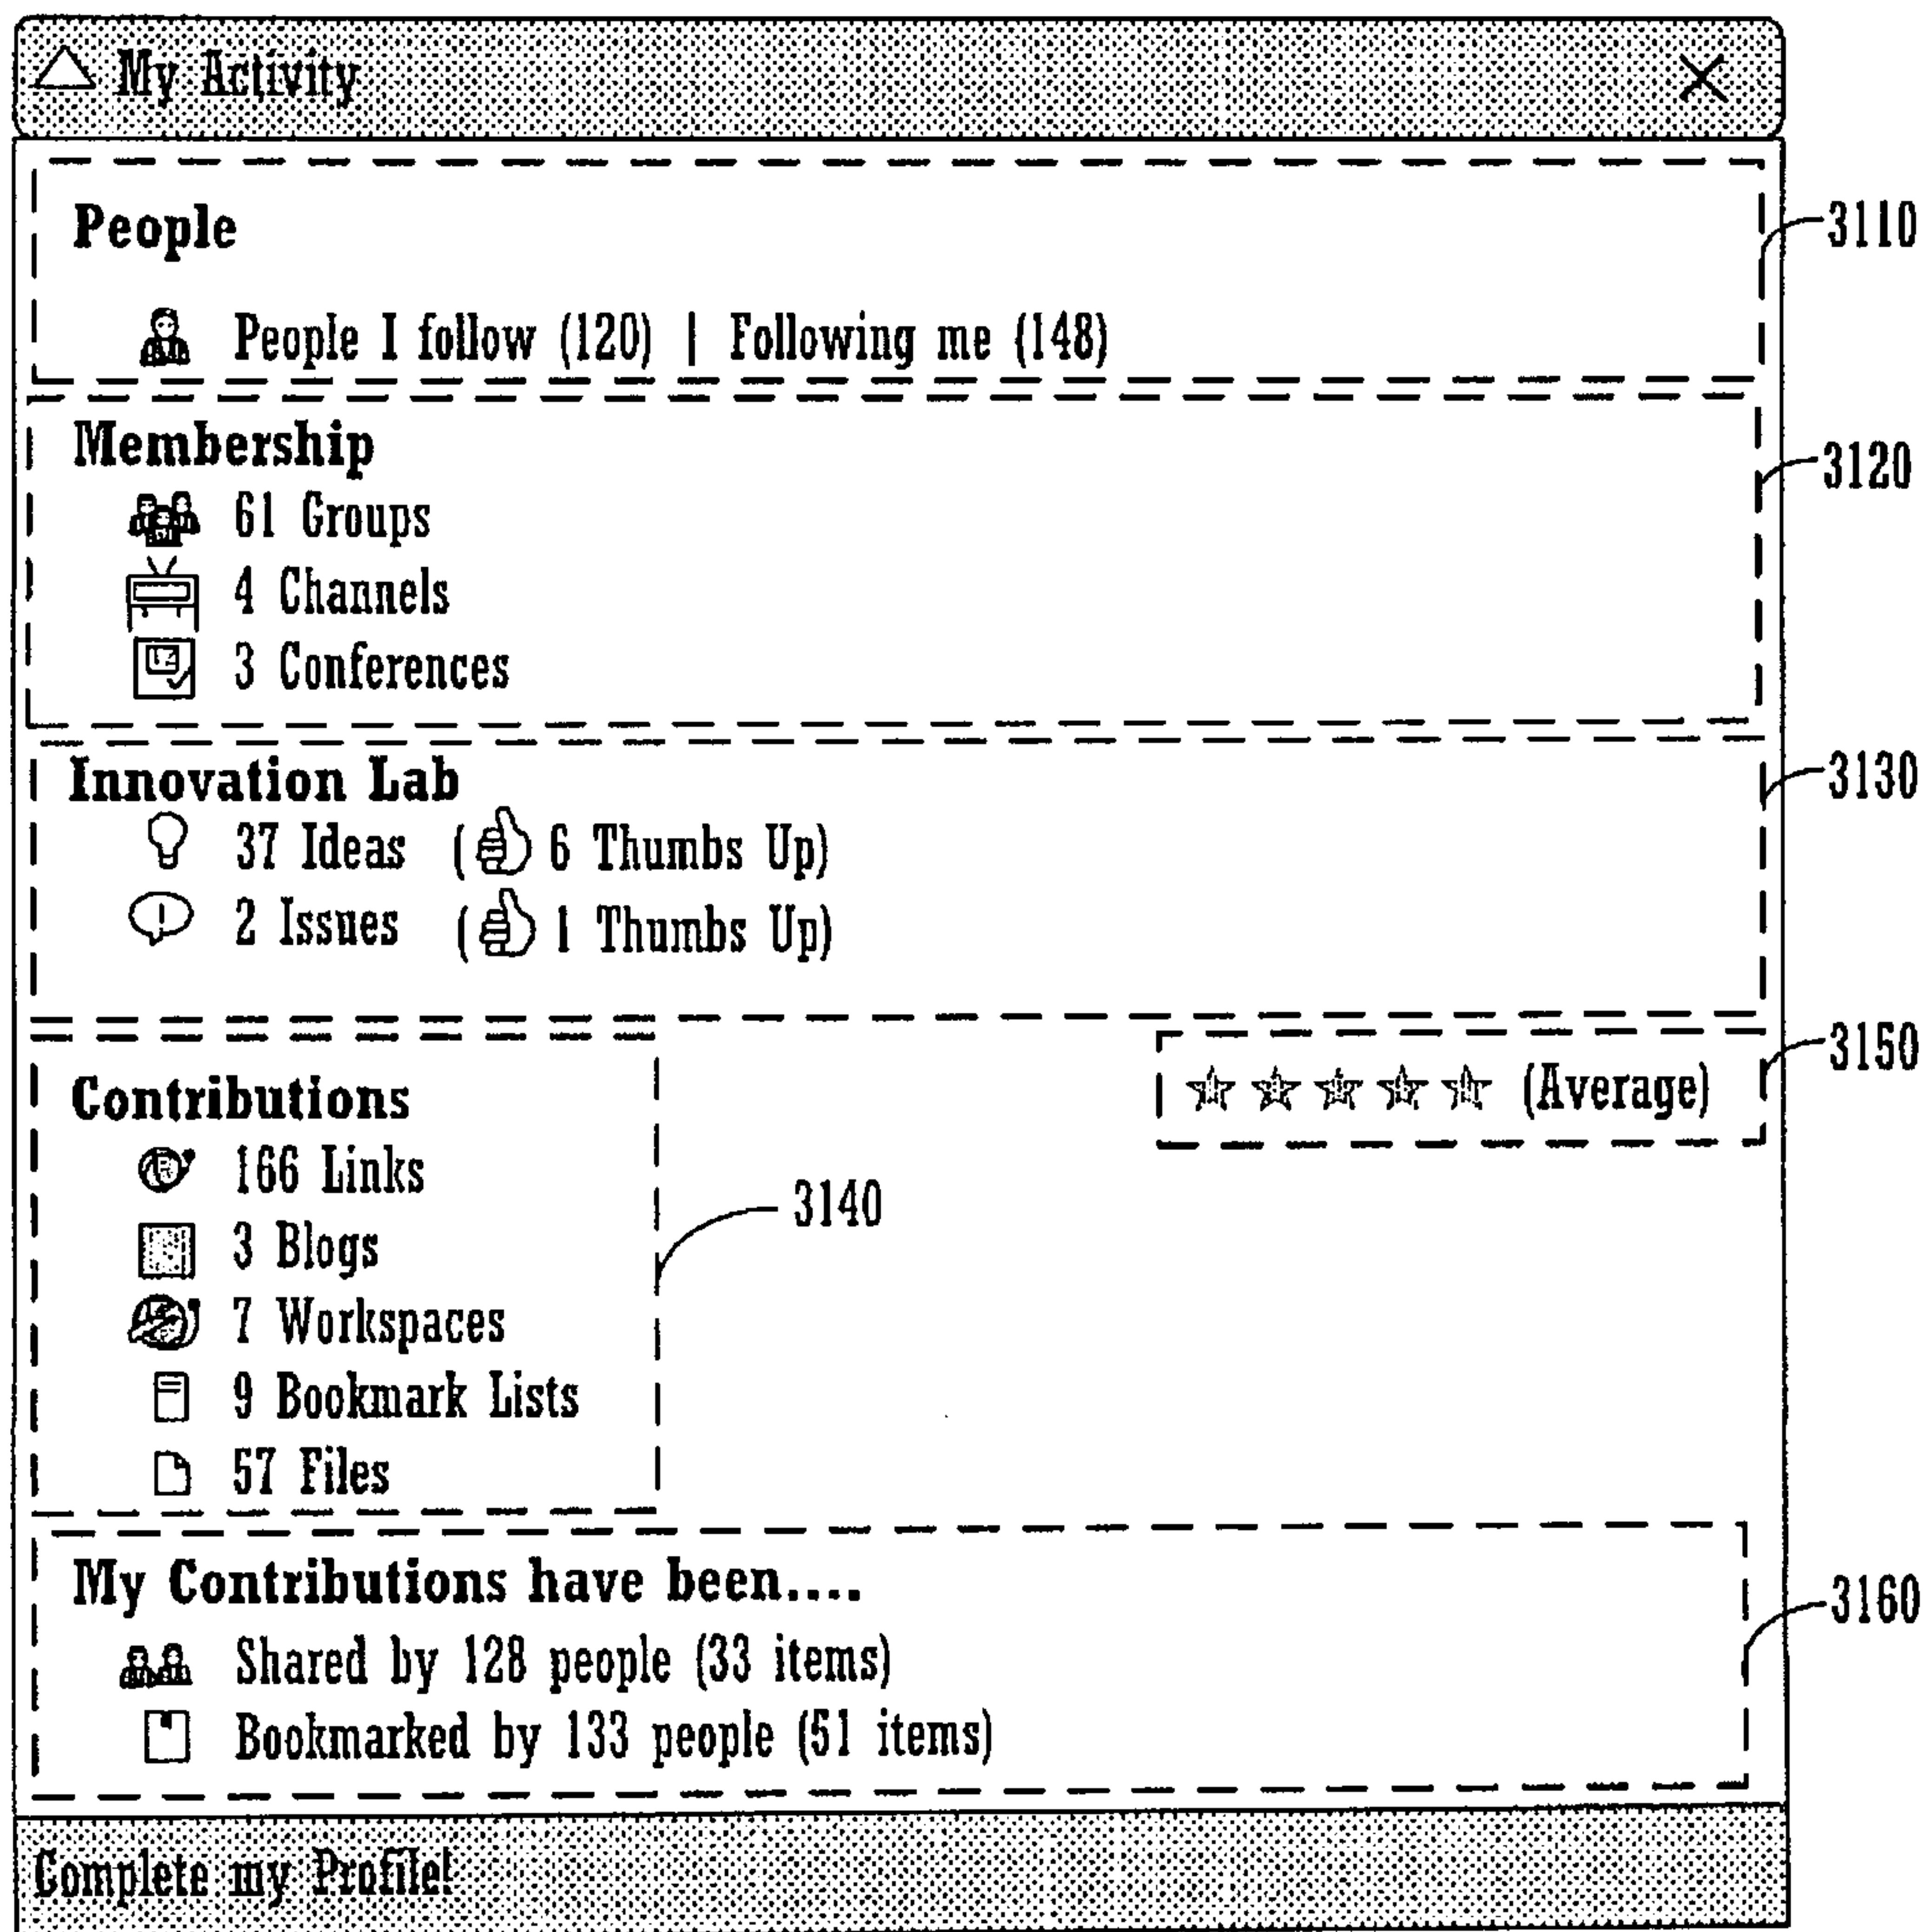 My Activity
People
3110
People I follow (120) | Following me (148)
Membership
3120
61 Groups
4 Channels
3 Conferences
Innovation Lab
3130
37 Ideas (6 Thumbs Up)
2 Issues (1 Thumbs Up)
3150
(Average)
Contributions
166 Links
3140
3 Blogs
7 Workspaces
9 Bookmark Lists
57 Files
My Contributions have been....
3160
Shared by 128 people (33 items)
Bookmarked by 133 people (51 items)
Complete my Profile!